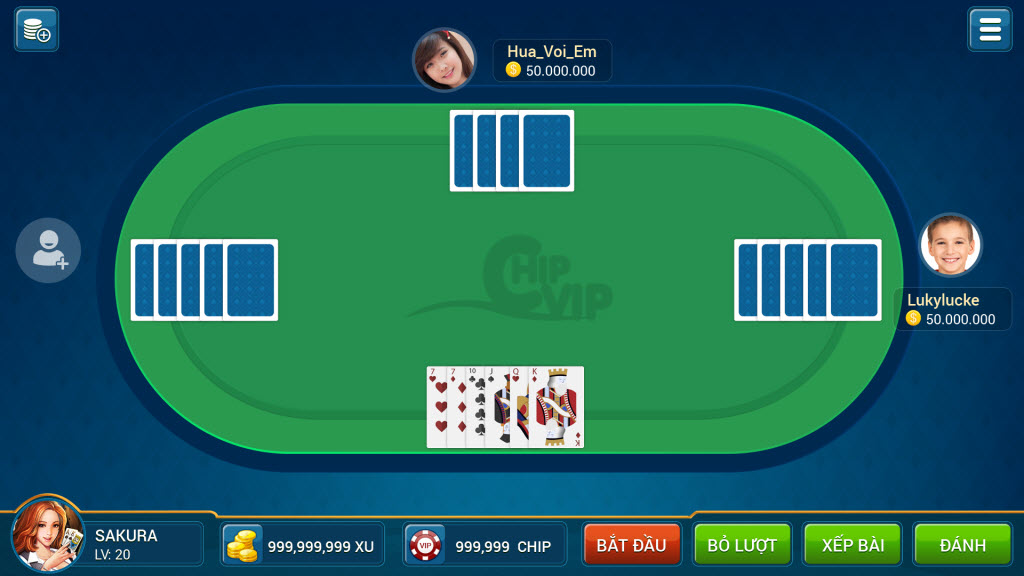 Hua_Voi_Em
50.000.000
CHIP
VIP
Lukylucke
50.000.000
7 7 10 J Q K
K
SAKURA
LV: 20
999,999,999 XU
VIP
999,999 CHIP
BẮT ĐẦU
BỎ LƯỢT
XẾP BÀI
ĐÁNH